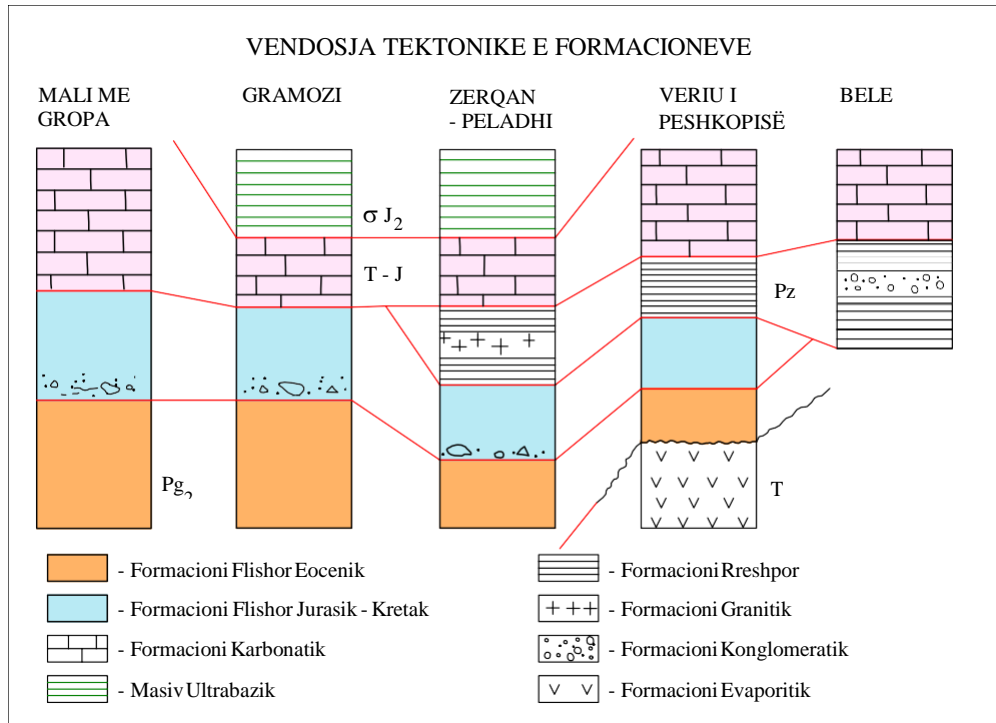 VENDOSJA TEKTONIKE E FORMACIONEVE
MALI ME
GROPA
GRAMOZI
ZERQAN
- PELADHI
VERIU I
PESHKOPISË
BELE
σ J2
T - J
Pz
Pg2
T
- Formacioni Flishor Eocenik
- Formacioni Flishor Jurasik - Kretak
- Formacioni Karbonatik
- Masiv Ultrabazik
- Formacioni Rreshpor
- Formacioni Granitik
- Formacioni Konglomeratik
- Formacioni Evaporitik